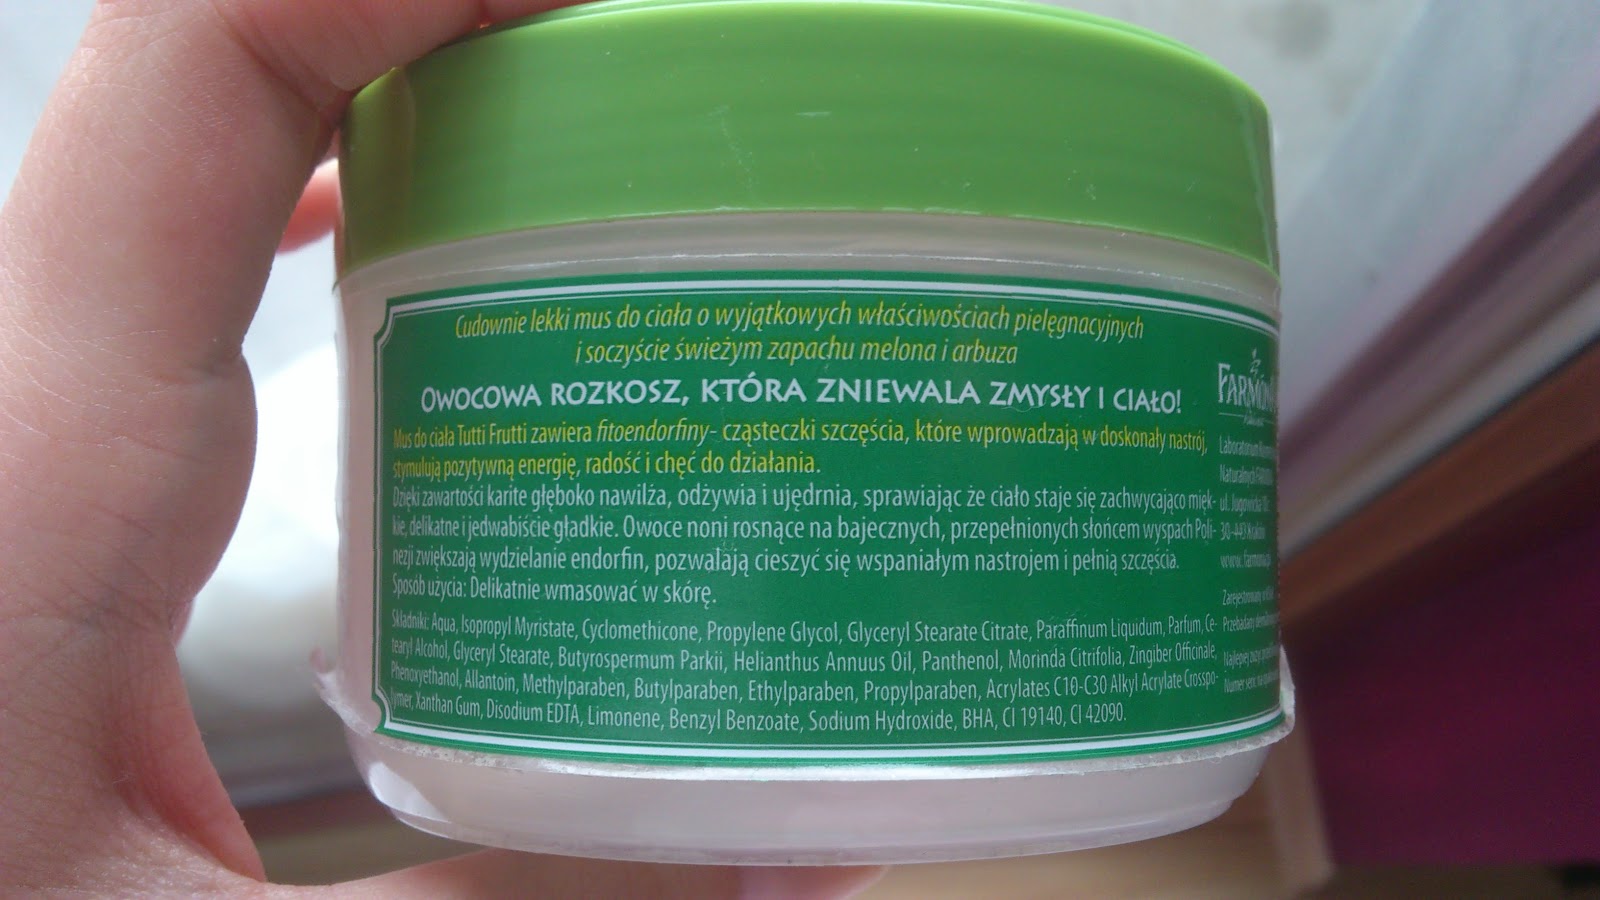 Cudownie lekki mus do ciała o wyjątkowych właściwościach pielęgnacyjnych
i soczyście świeżym zapachu melona i arbuza
OWOCOWA ROZKOSZ, KTÓRA ZNIEWALA ZMYSŁY I CIAŁO!
Mus do ciała Tutti Frutti zawiera fitoendorfiny- cząsteczki szczęścia, które wprowadzają w doskonały nastrój,
stymulują pozytywną energię, radość i chęć do działania.
Dzięki zawartości karite głęboko nawilża, odżywia i ujędrnia, sprawiając że ciało staje się zachwycająco mięk-
kie, delikatne i jedwabiście gładkie. Owoce noni rosnące na bajecznych, przepełnionych słońcem wyspach Poli-
nezji zwiększają wydzielanie endorfin, pozwalają cieszyć się wspaniałym nastrojem i pełnią szczęścia.
Sposób użycia: Delikatnie wmasować w skórę.
Składniki: Aqua, Isopropyl Myristate, Cyclomethicone, Propylene Glycol, Glyceryl Stearate Citrate, Paraffinum Liquidum, Parfum, Ce-
tearyl Alcohol, Glyceryl Stearate, Butyrospermum Parkii, Helianthus Annuus Oil, Panthenol, Morinda Citrifolia, Zingiber Officinale,
Phenoxyethanol, Allantoin, Methylparaben, Butylparaben, Ethylparaben, Propylparaben, Acrylates C10-C30 Alkyl Acrylate Crosspo-
lymer, Xanthan Gum, Disodium EDTA, Limonene, Benzyl Benzoate, Sodium Hydroxide, BHA, CI 19140, CI 42090.
FARMONA
Laboratorium
Naturalnych
ul. Jugowicka
Kraków
www.farmona